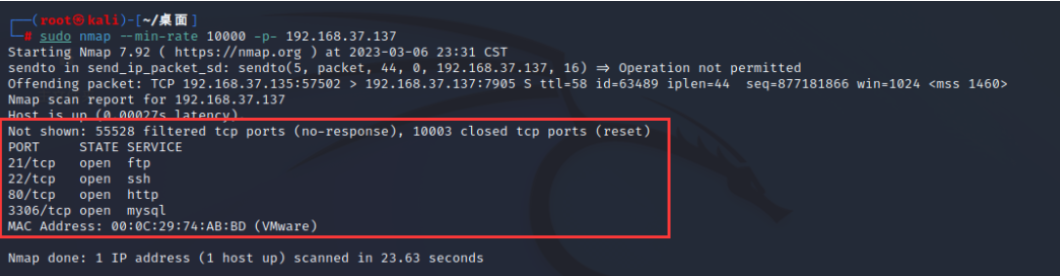 ┌──(root㉿kali)-[~/桌面]
└─# sudo nmap --min-rate 10000 -p- 192.168.37.137
Starting Nmap 7.92 ( https://nmap.org ) at 2023-03-06 23:31 CST
sendto in send_ip_packet_sd: sendto(5, packet, 44, 0, 192.168.37.137, 16) => Operation not permitted
Offending packet: TCP 192.168.37.135:57502 > 192.168.37.137:7905 S ttl=58 id=63489 iplen=44  seq=877181866 win=1024 <mss 1460>
Nmap scan report for 192.168.37.137
Host is up (0.00027s latency).
Not shown: 55528 filtered tcp ports (no-response), 10003 closed tcp ports (reset)
PORT     STATE SERVICE
21/tcp   open  ftp
22/tcp   open  ssh
80/tcp   open  http
3306/tcp open  mysql
MAC Address: 00:0C:29:74:AB:BD (VMware)
Nmap done: 1 IP address (1 host up) scanned in 23.63 seconds